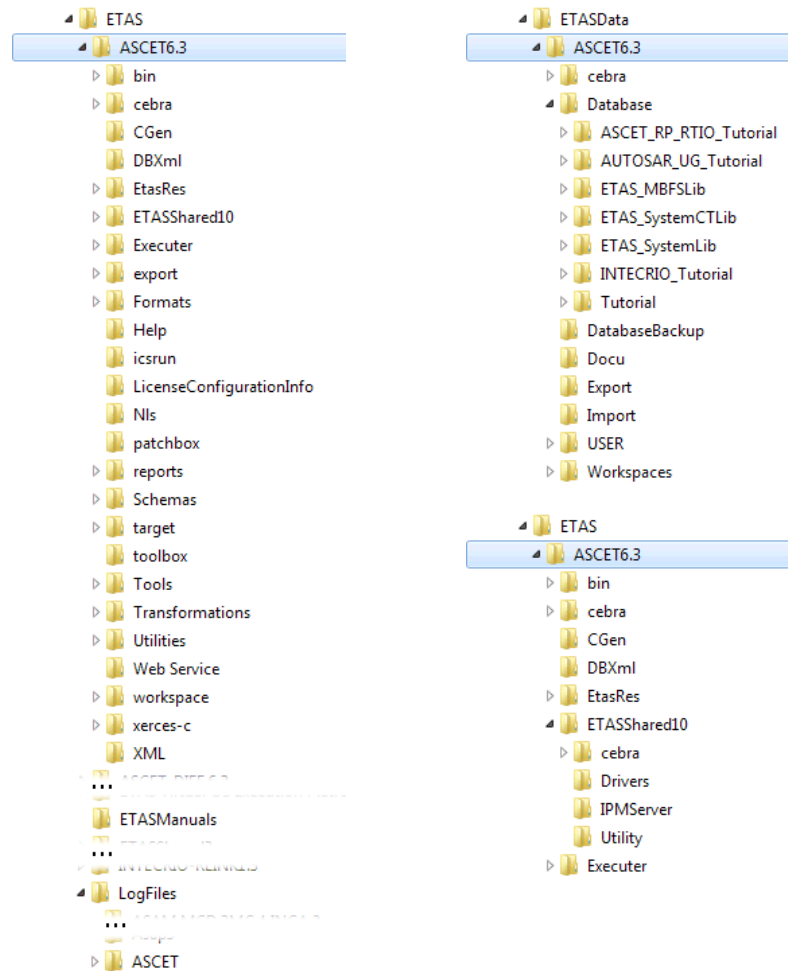 ETAS
ASCET6.3
bin
cebra
CGen
DBXml
EtasRes
ETASShared10
Executer
export
Formats
Help
icsrun
LicenseConfigurationInfo
Nls
patchbox
reports
Schemas
target
toolbox
Tools
Transformations
Utilities
Web Service
workspace
xerces-c
XML
...
ETASManuals
...
LogFiles
...
ASCET
ETASData
ASCET6.3
cebra
Database
ASCET_RP_RTIO_Tutorial
AUTOSAR_UG_Tutorial
ETAS_MBFSLib
ETAS_SystemCTLib
ETAS_SystemLib
INTECRIO_Tutorial
Tutorial
DatabaseBackup
Docu
Export
Import
USER
Workspaces
ETAS
ASCET6.3
bin
cebra
CGen
DBXml
EtasRes
ETASShared10
cebra
Drivers
IPMServer
Utility
Executer